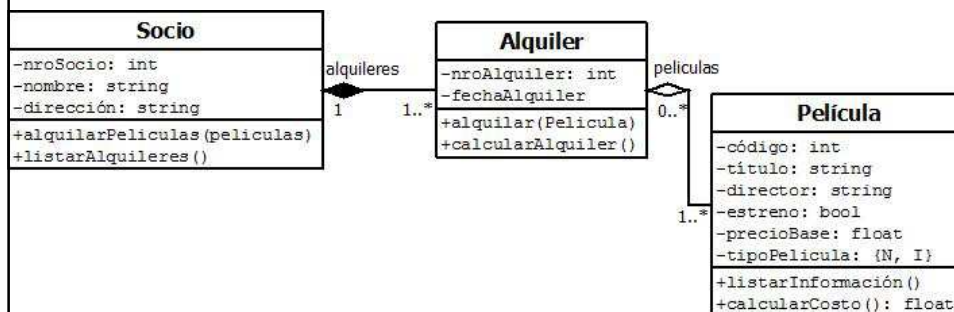 Socio
-nroSocio: int
-nombre: string
-dirección: string
+alquilarPeliculas(peliculas)
+listarAlquileres()
alquileres
1
1..*
Alquiler
-nroAlquiler: int
-fechaAlquiler
+alquilar(Pelicula)
+calcularAlquiler()
peliculas
0..*
1..*
Película
-código: int
-título: string
-director: string
-estreno: bool
-precioBase: float
-tipoPelicula: {N, I}
+listarInformación()
+calcularCosto(): float